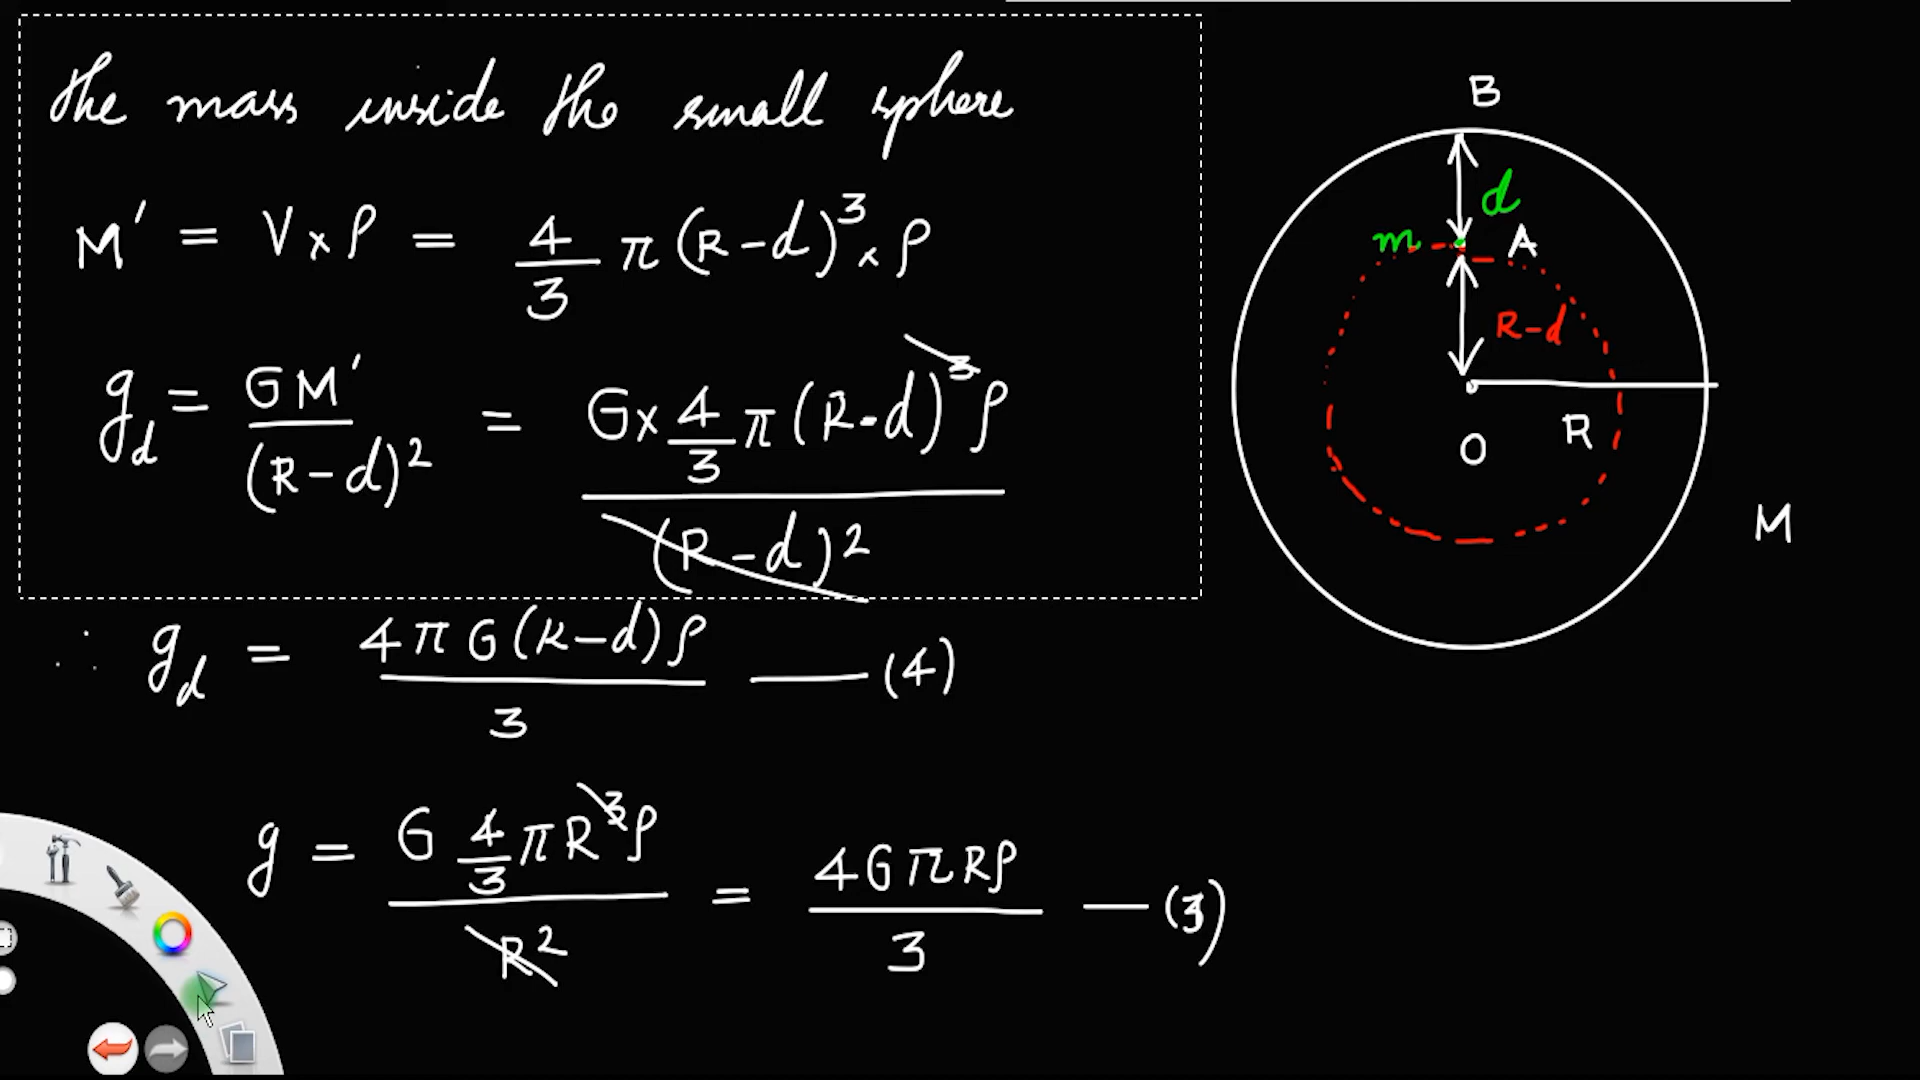 the mass inside the small sphere
M' = V × ρ = 4/3 π (R-d)³ × ρ
g_d = GM'/(R-d)² = G × 4/3 π (R-d)³ ρ / (R-d)²
∴ g_d = 4πG(R-d)ρ / 3 — (4)
g = G 4/3 πR³ρ / R² = 4GπRρ / 3 — (3)
B
d
m
A
R-d
O
R
M